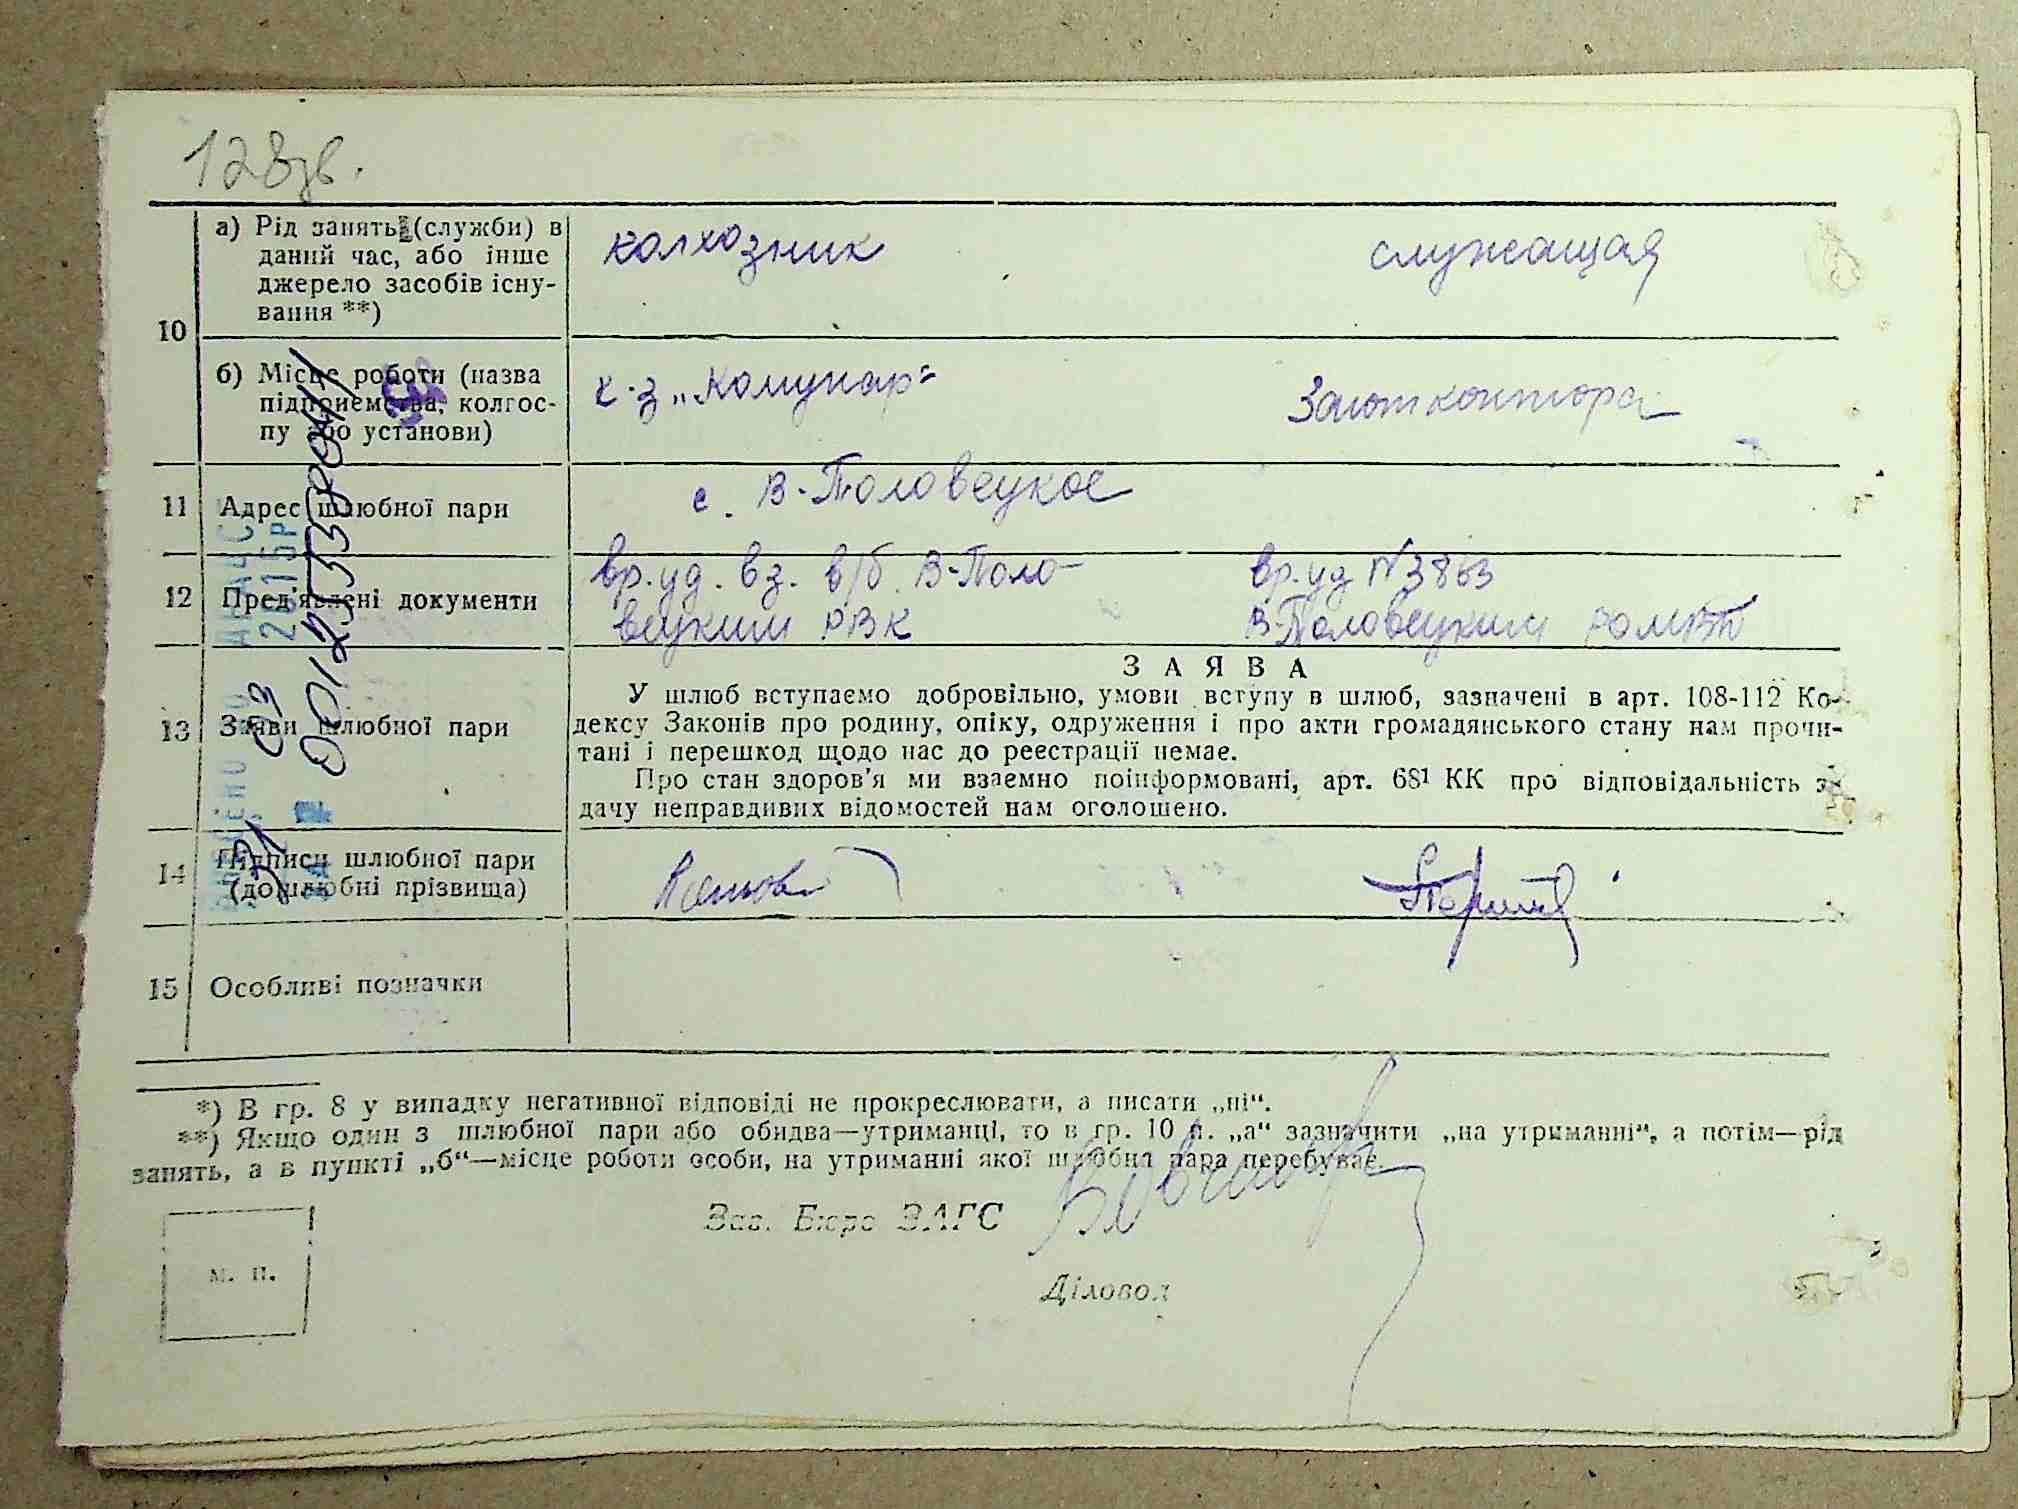 128зв.
10
а) Рід занять (служби) в
даний час, або інше
джерело засобів існу-
вання **)
колхозник служащая
б) Місце роботи (назва
підприємства, колгос-
пу або установи)
к-з „Комунар" Заготконтора
11 Адрес шлюбної пари
с. В-Половецкое
12 Пред'явлені документи
вр. уд. вз. в/б В-Поло-
вецким РВК
вр. уд N 3863
В-Половецким РОМВД
13 Заяви шлюбної пари
ЗАЯВА
У шлюб вступаємо добровільно, умови вступу в шлюб, зазначені в арт. 108-112 Ко-
дексу Законів про родину, опіку, одруження і про акти громадянського стану нам прочи-
тані і перешкод щодо нас до реєстрації немає.
Про стан здоров'я ми взаємно поінформовані, арт. 68¹ КК про відповідальність за
дачу неправдивих відомостей нам оголошено.
14 Підписи шлюбної пари
(дошлюбні прізвища)
15 Особливі позначки
*) В гр. 8 у випадку негативної відповіді не прокреслювати, а писати „ні“.
**) Якщо один з шлюбної пари або обидва—утриманці, то в гр. 10 п. „а“ зазначити „на утриманні“, а потім—рід
занять, а в пункті „б“—місце роботи особи, на утриманні якої шлюбна пара перебуває.
Зав. Бюро ЗАГС
Діловод
М. П.